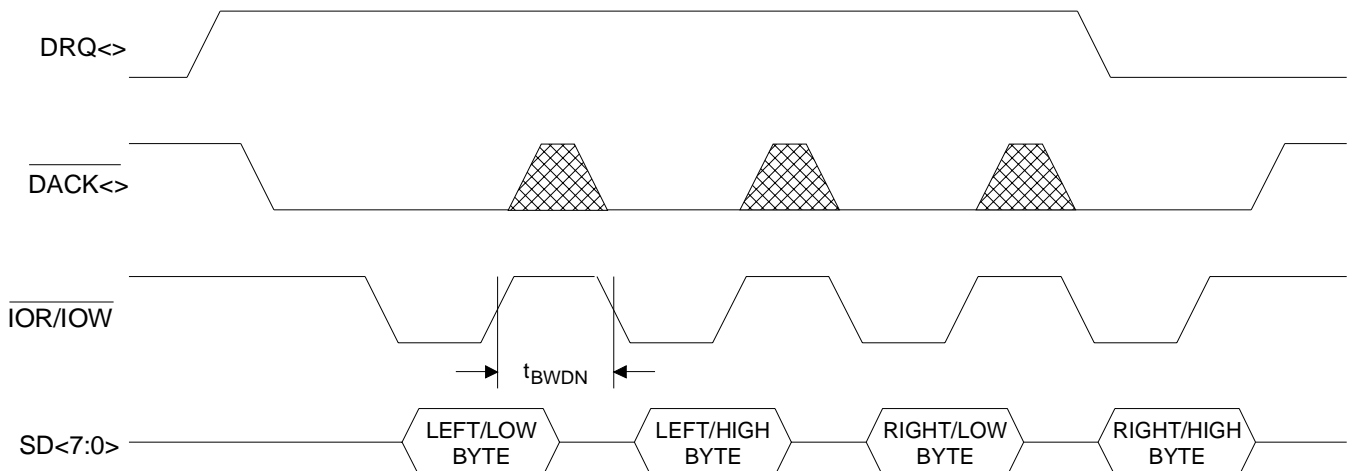 DRQ<>
DACK<>
IOR/IOW
tBWDN
SD<7:0>
LEFT/LOW
BYTE
LEFT/HIGH
BYTE
RIGHT/LOW
BYTE
RIGHT/HIGH
BYTE